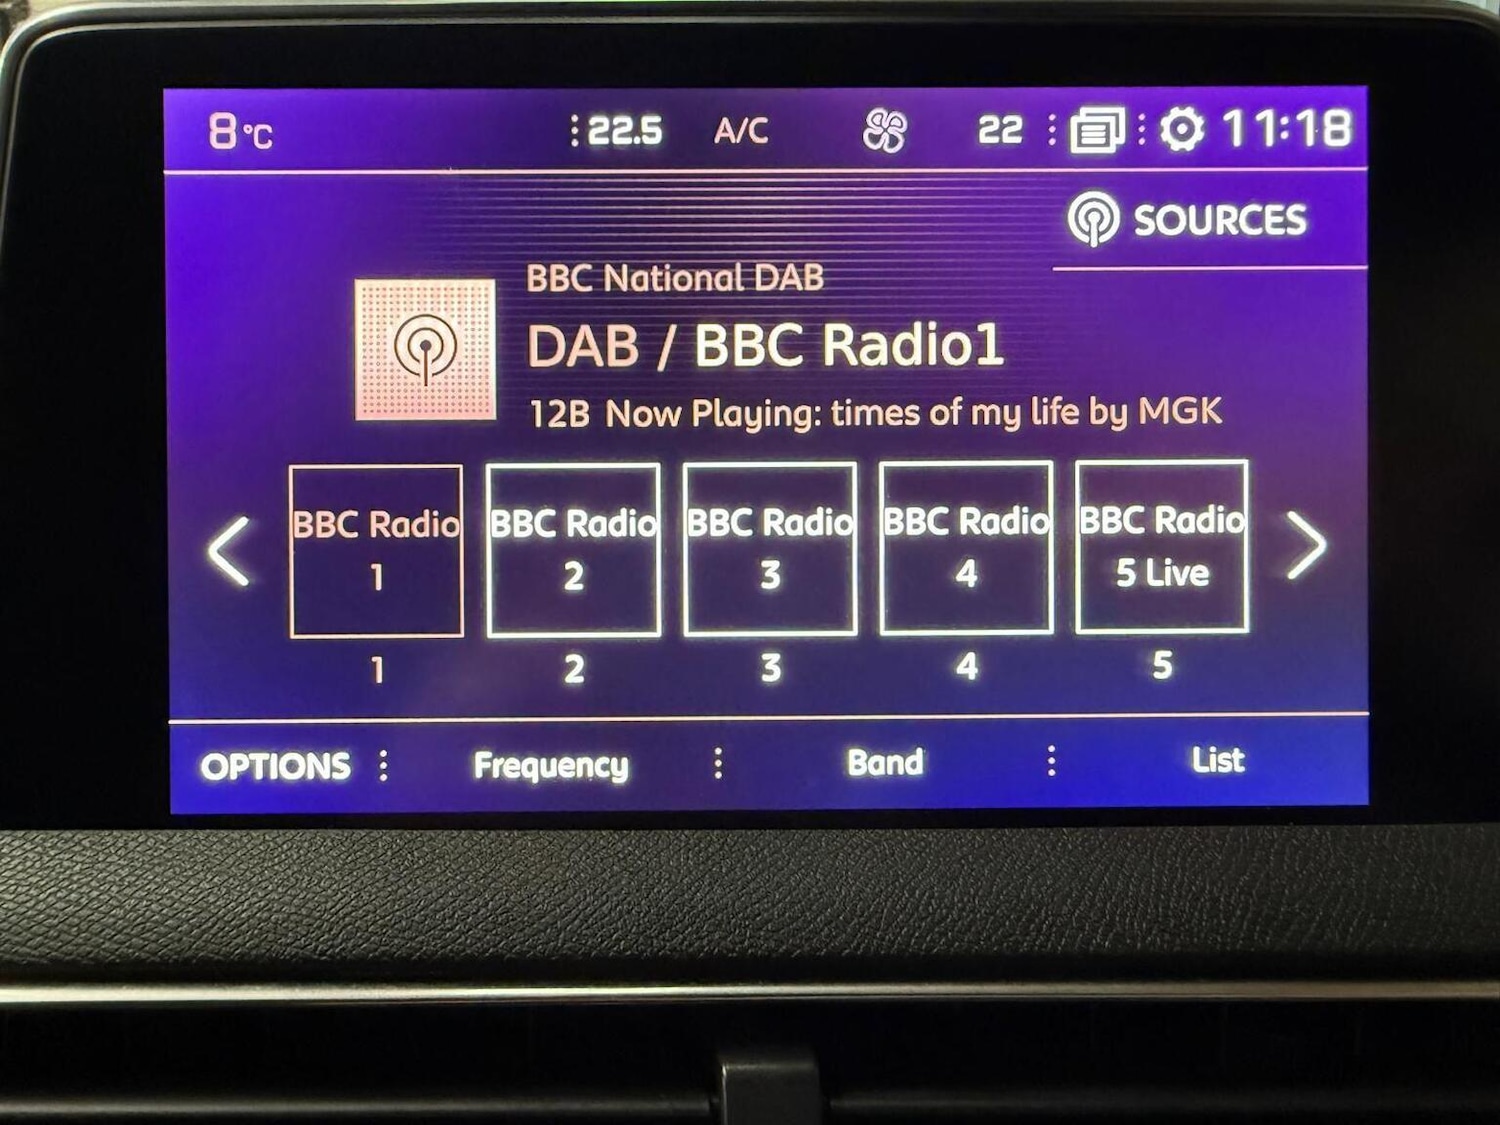 8°C 22.5 A/C 22 11:18
SOURCES
BBC National DAB
DAB / BBC Radio1
12B Now Playing: times of my life by MGK
BBC Radio
1
BBC Radio
2
BBC Radio
3
BBC Radio
4
BBC Radio
5 Live
1 2 3 4 5
OPTIONS Frequency Band List